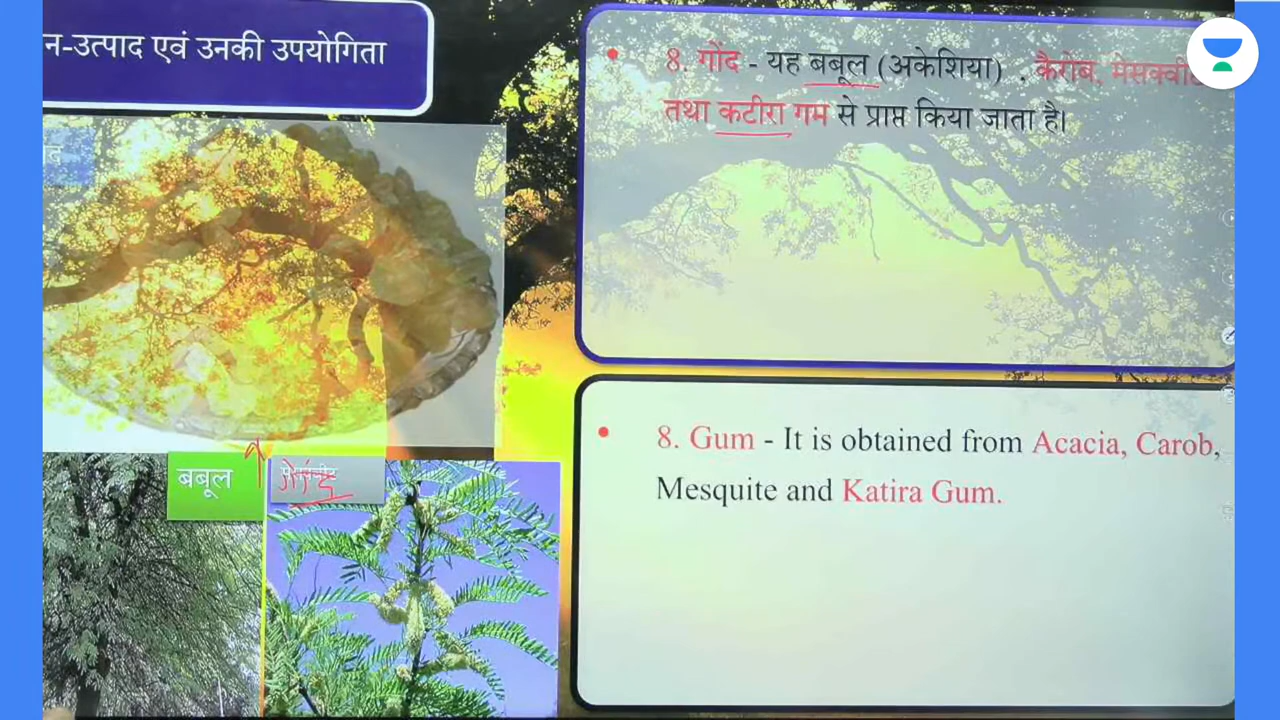 न-उत्पाद एवं उनकी उपयोगिता
8. गोंद - यह बबूल (अकेशिया) , कैरोब,
तथा कटीरा गम से प्राप्त किया जाता है।
8. Gum - It is obtained from Acacia, Carob,
Mesquite and Katira Gum.
बबूल